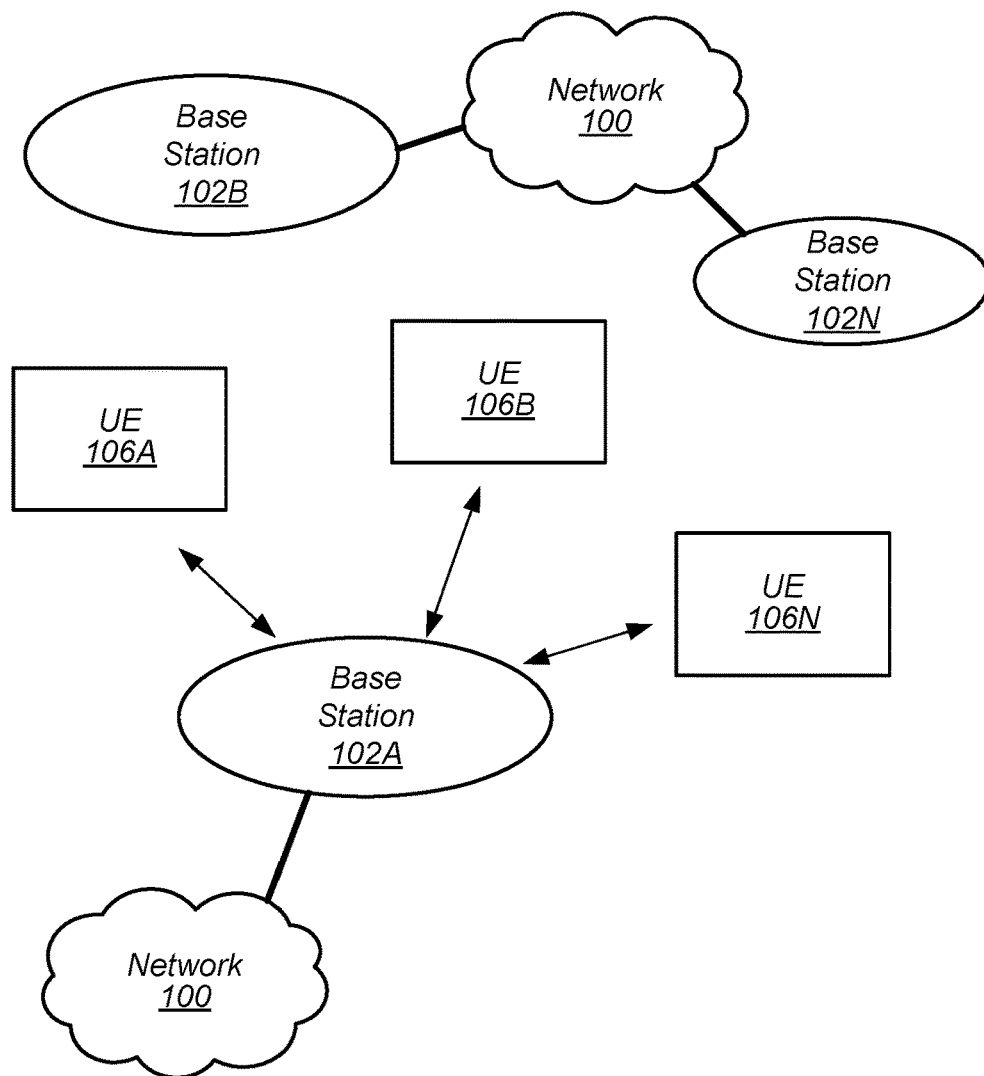 Network
100
Base
Station
102B
Base
Station
102N
UE
106B
UE
106A
UE
106N
Base
Station
102A
Network
100